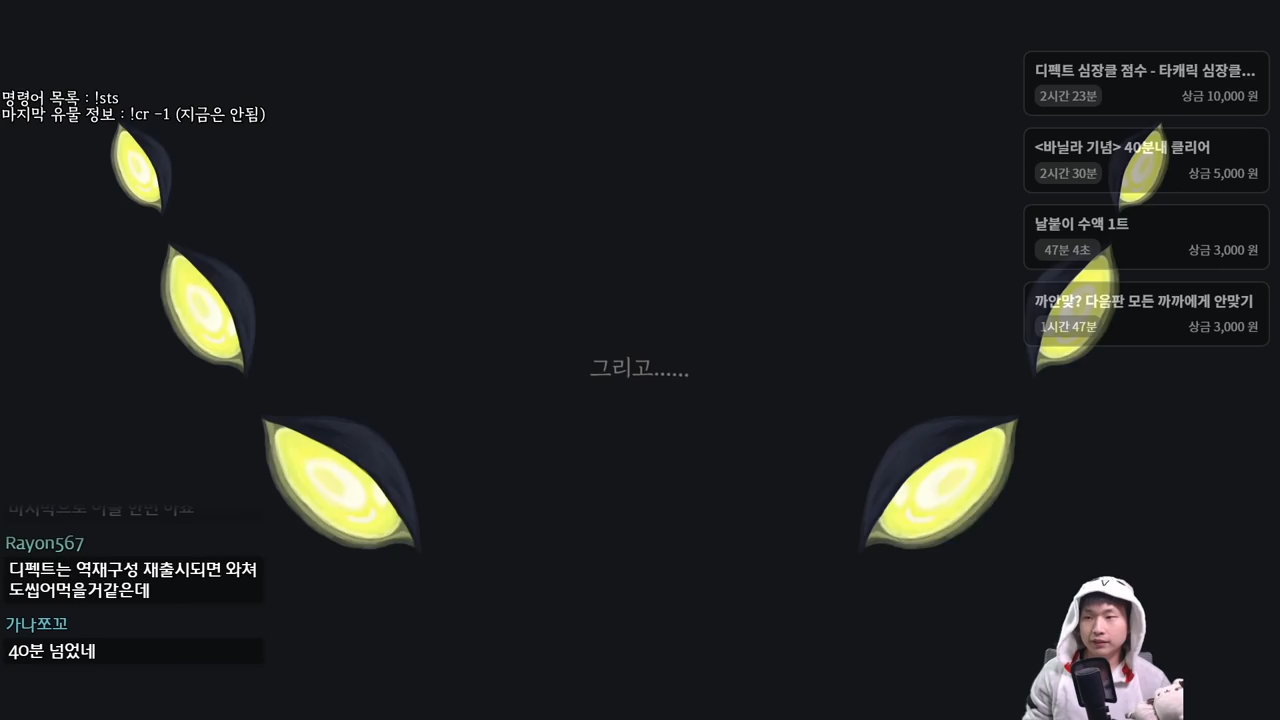 명령어 목록 : !sts
마지막 유물 정보 : !cr -1 (지금은 안됨)
디펙트 심장클 점수 - 타캐릭 심장클...
2시간 23분
상금 10,000 원
<바닐라 기념> 40분내 클리어
2시간 30분
상금 5,000 원
날붙이 수액 1트
47분 4초
상금 3,000 원
까안맞? 다음판 모든 까까에게 안맞기
1시간 47분
상금 3,000 원
그리고......
Rayon567
디펙트는 역재구성 재출시되면 와쳐
도씹어먹을거같은데
가나쪼꼬
40분 넘었네